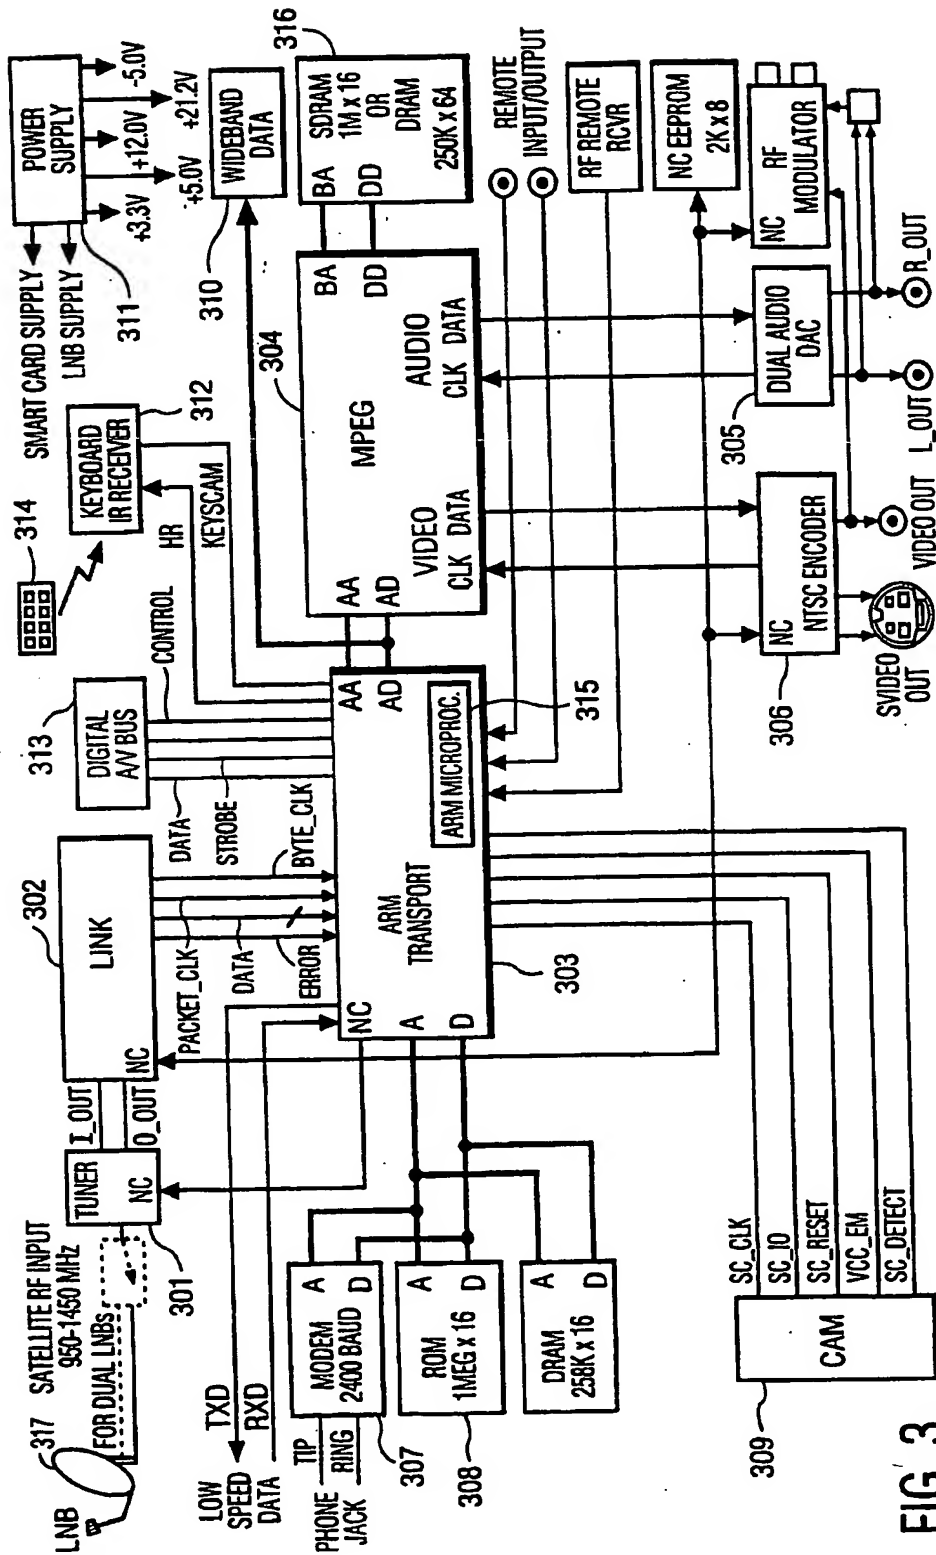 LNB
317
SATELLITE RF INPUT
950-1450 MHz
FOR DUAL LNBs
301
TUNER
NC
I_OUT
O_OUT
302
LINK
NC
PACKET_CLK
DATA
ERROR
BYTE_CLK
313
DIGITAL
A/V BUS
DATA
STROBE
CONTROL
314
KEYBOARD
IR RECEIVER
312
HR
KEYSCAM
SMART CARD SUPPLY
LNB SUPPLY
311
POWER
SUPPLY
+3.3V
+5.0V
+12.0V
+21.2V
-5.0V
310
WIDEBAND
DATA
316
SDRAM
1M x 16
OR
DRAM
250K x 64
BA
DD
304
BA
DD
MPEG
AA
AD
VIDEO
CLK DATA
AUDIO
CLK DATA
REMOTE
INPUT/OUTPUT
RF REMOTE
RCVR
NC EEPROM
2K x 8
LOW
SPEED
DATA
TXD
RXD
NC
A
D
ARM
TRANSPORT
303
AA
AD
ARM MICROPROC.
315
PHONE
JACK
TIP
RING
MODEM
2400 BAUD
A
D
307
ROM
1MEG x 16
A
D
308
DRAM
258K x 16
A
D
309
CAM
SC_CLK
SC_IO
SC_RESET
VCC_EM
SC_DETECT
306
NC
NTSC ENCODER
SVIDEO
OUT
VIDEO OUT
305
DUAL AUDIO
DAC
L_OUT
R_OUT
NC
RF
MODULATOR
FIG. 3